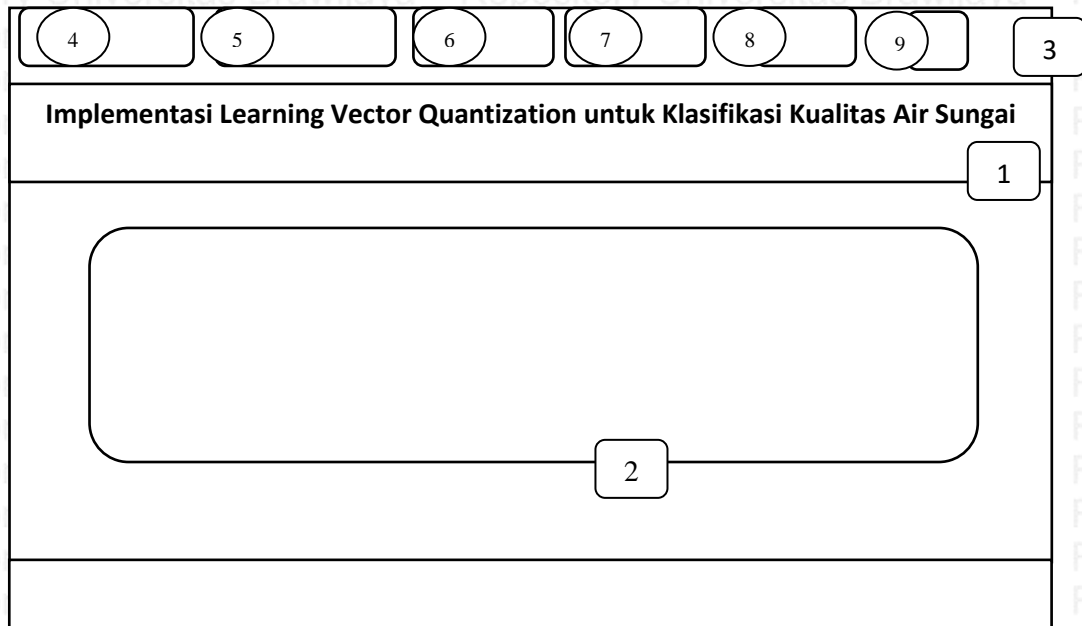 4 5 6 7 8 9 3
Implementasi Learning Vector Quantization untuk Klasifikasi Kualitas Air Sungai
1
2